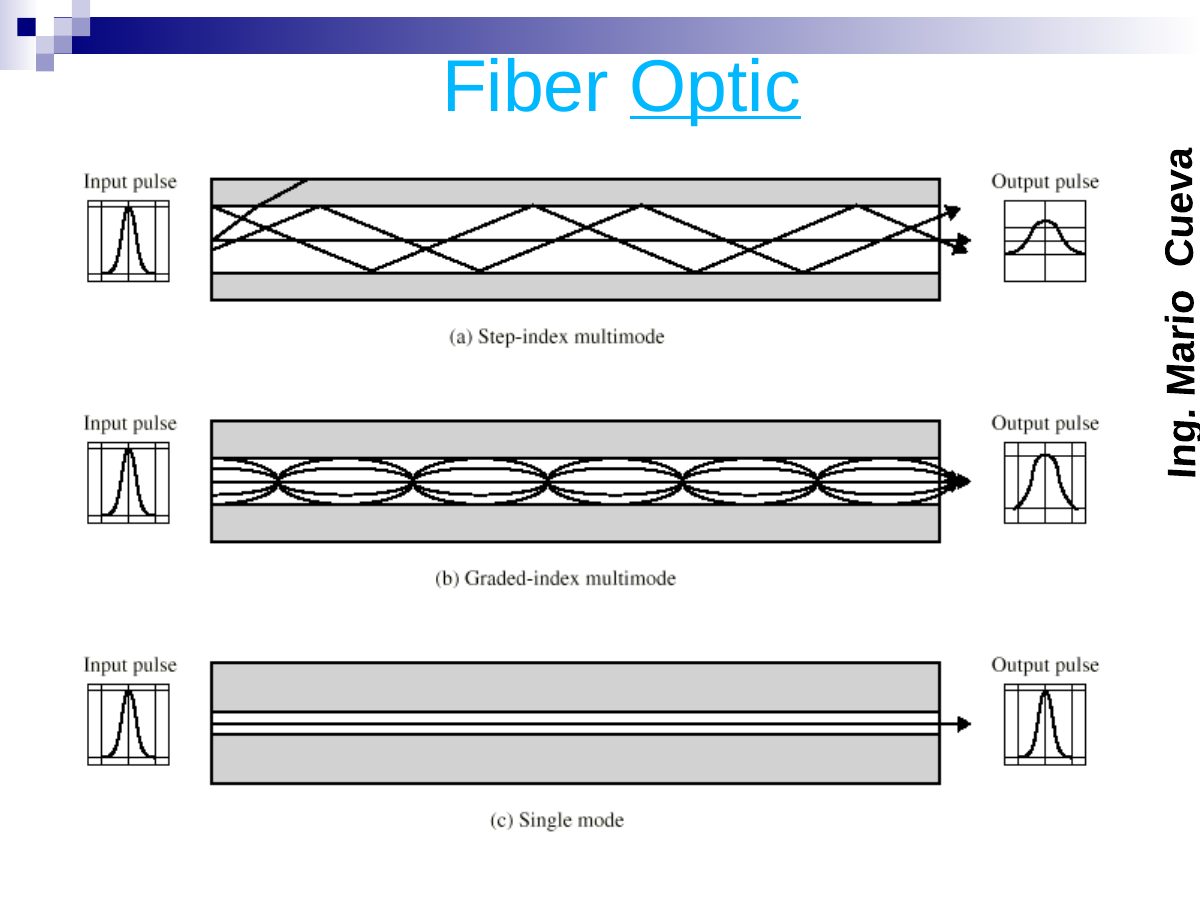 Fiber Optic
Input pulse
Output pulse
(a) Step-index multimode
Input pulse
Output pulse
(b) Graded-index multimode
Input pulse
Output pulse
(c) Single mode
Ing. Mario Cueva